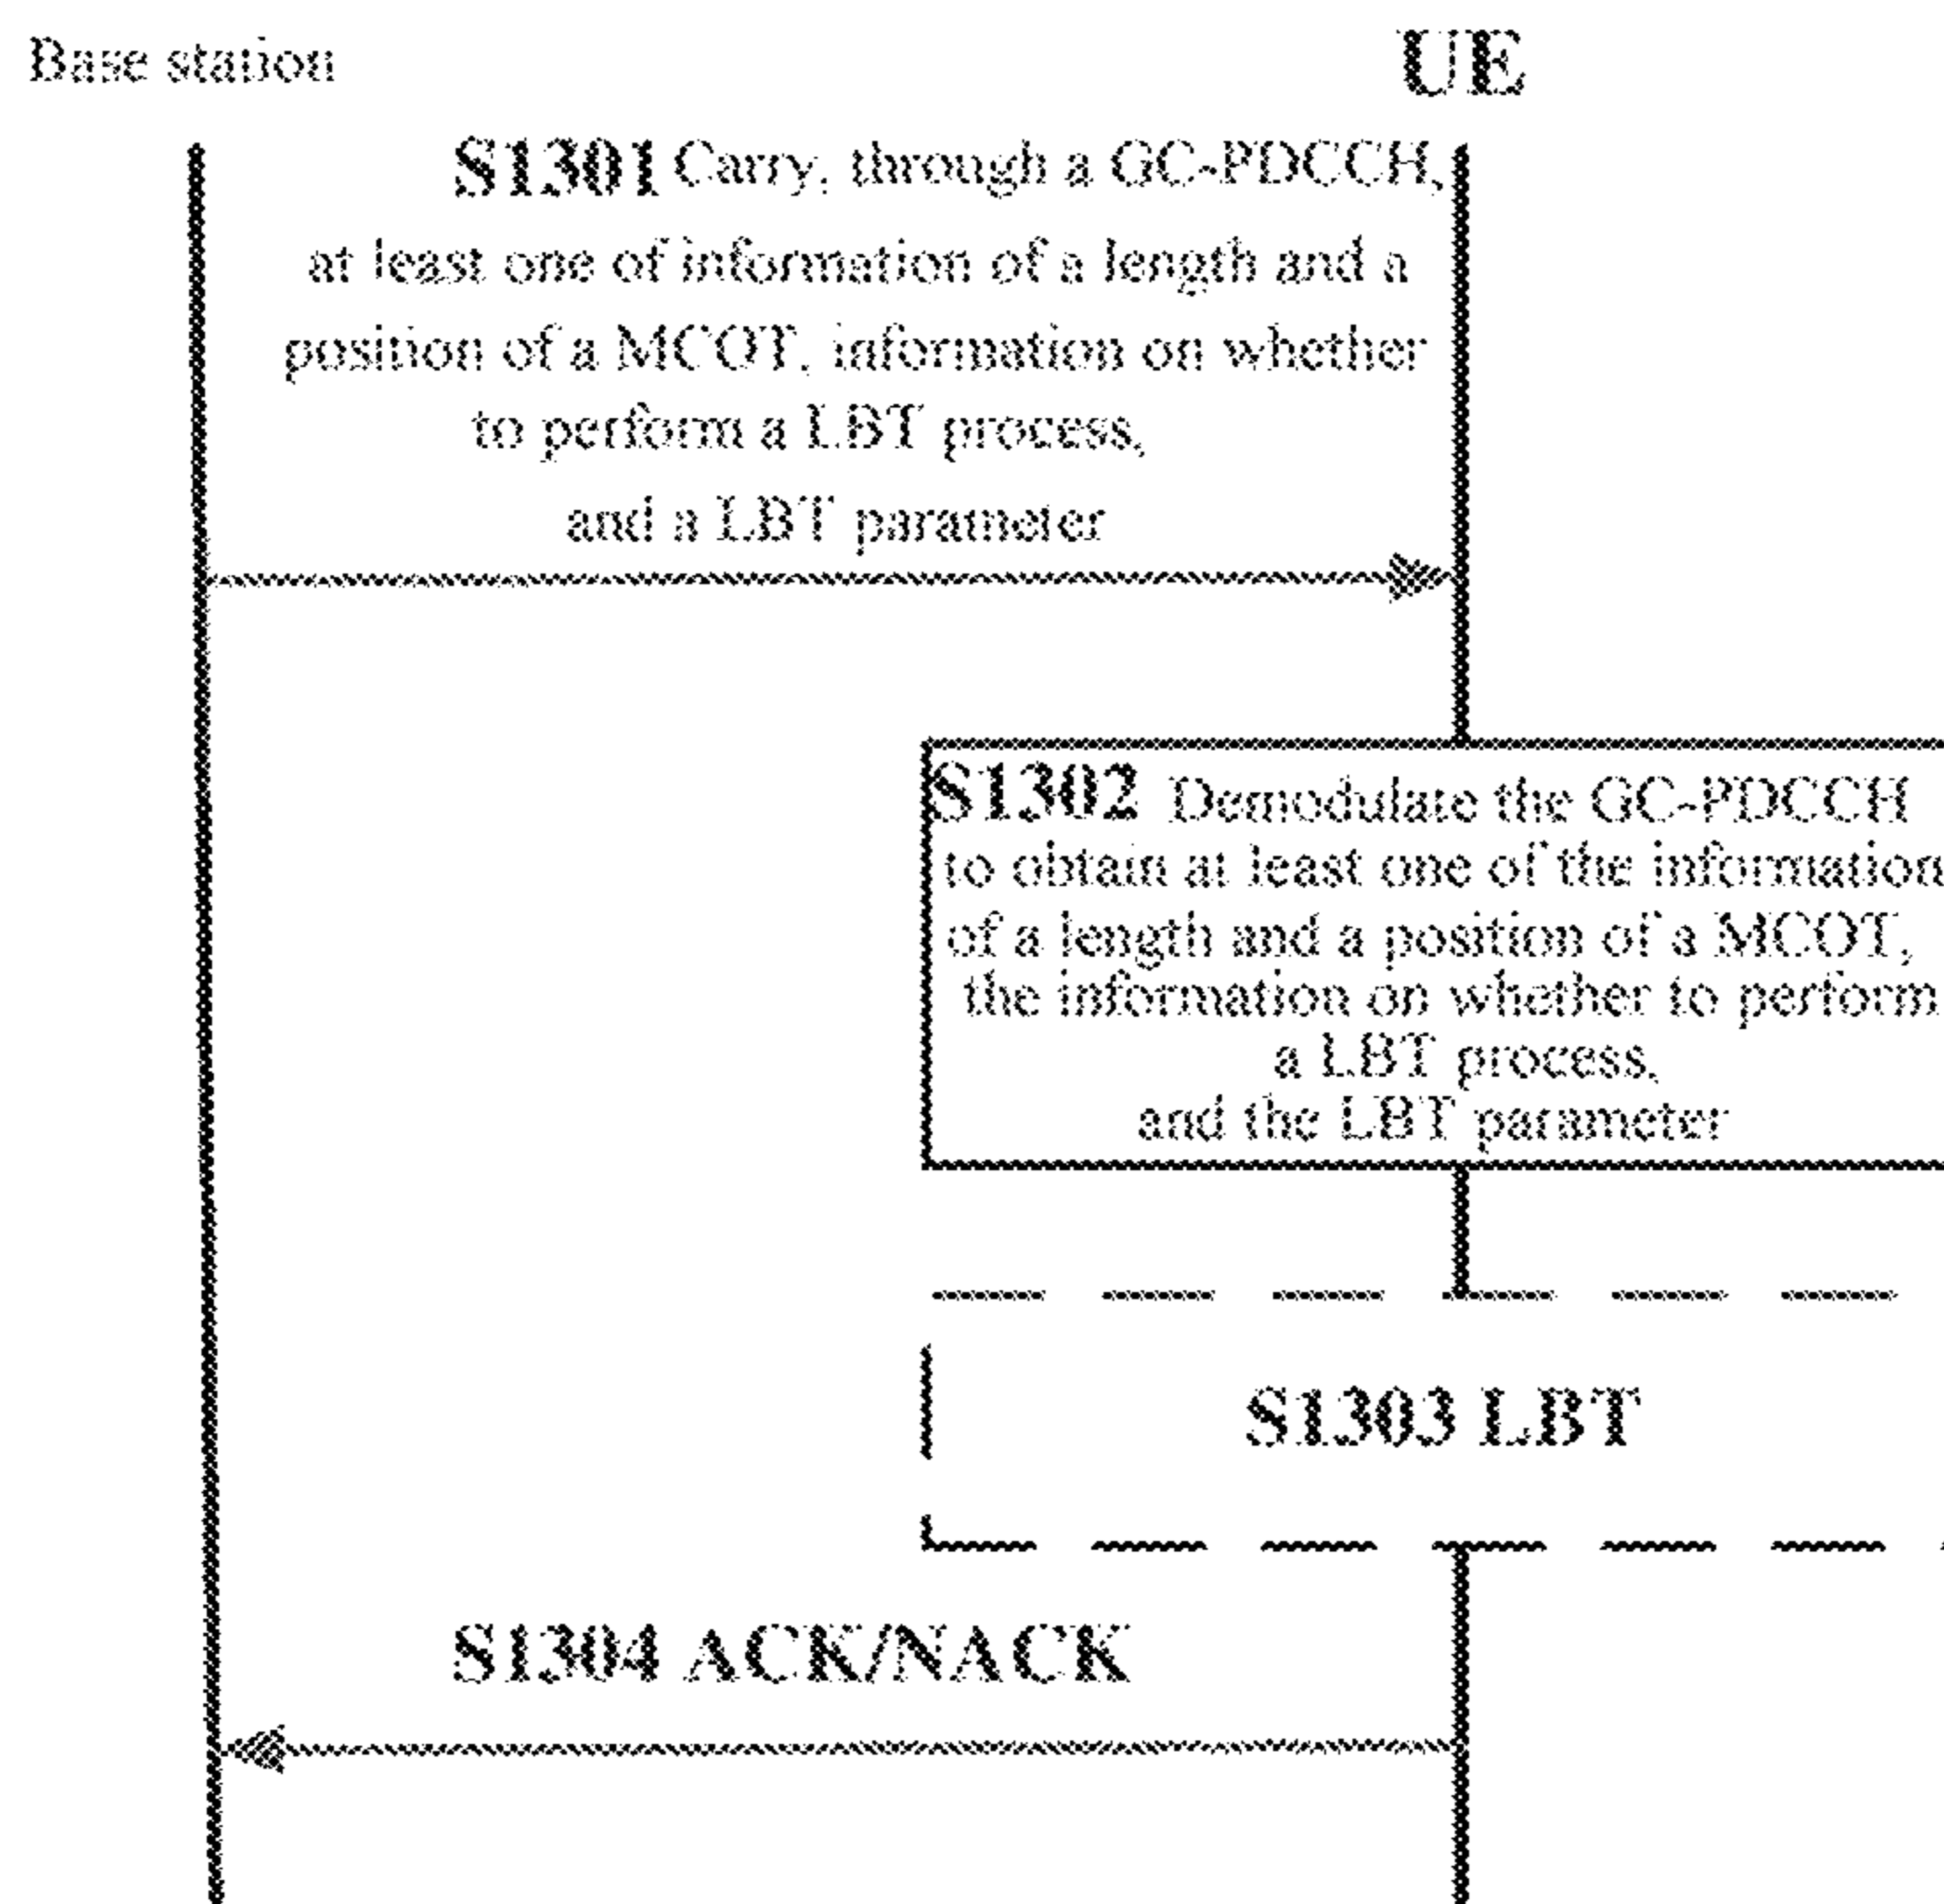 Base station
UE
S1301 Carry, through a GC-PDCCH,
at least one of information of a length and a
position of a MCOT, information on whether
to perform a LBT process,
and a LBT parameter
S1302 Demodulate the GC-PDCCH
to obtain at least one of the information
of a length and a position of a MCOT,
the information on whether to perform
a LBT process,
and the LBT parameter
S1303 LBT
S1304 ACK/NACK